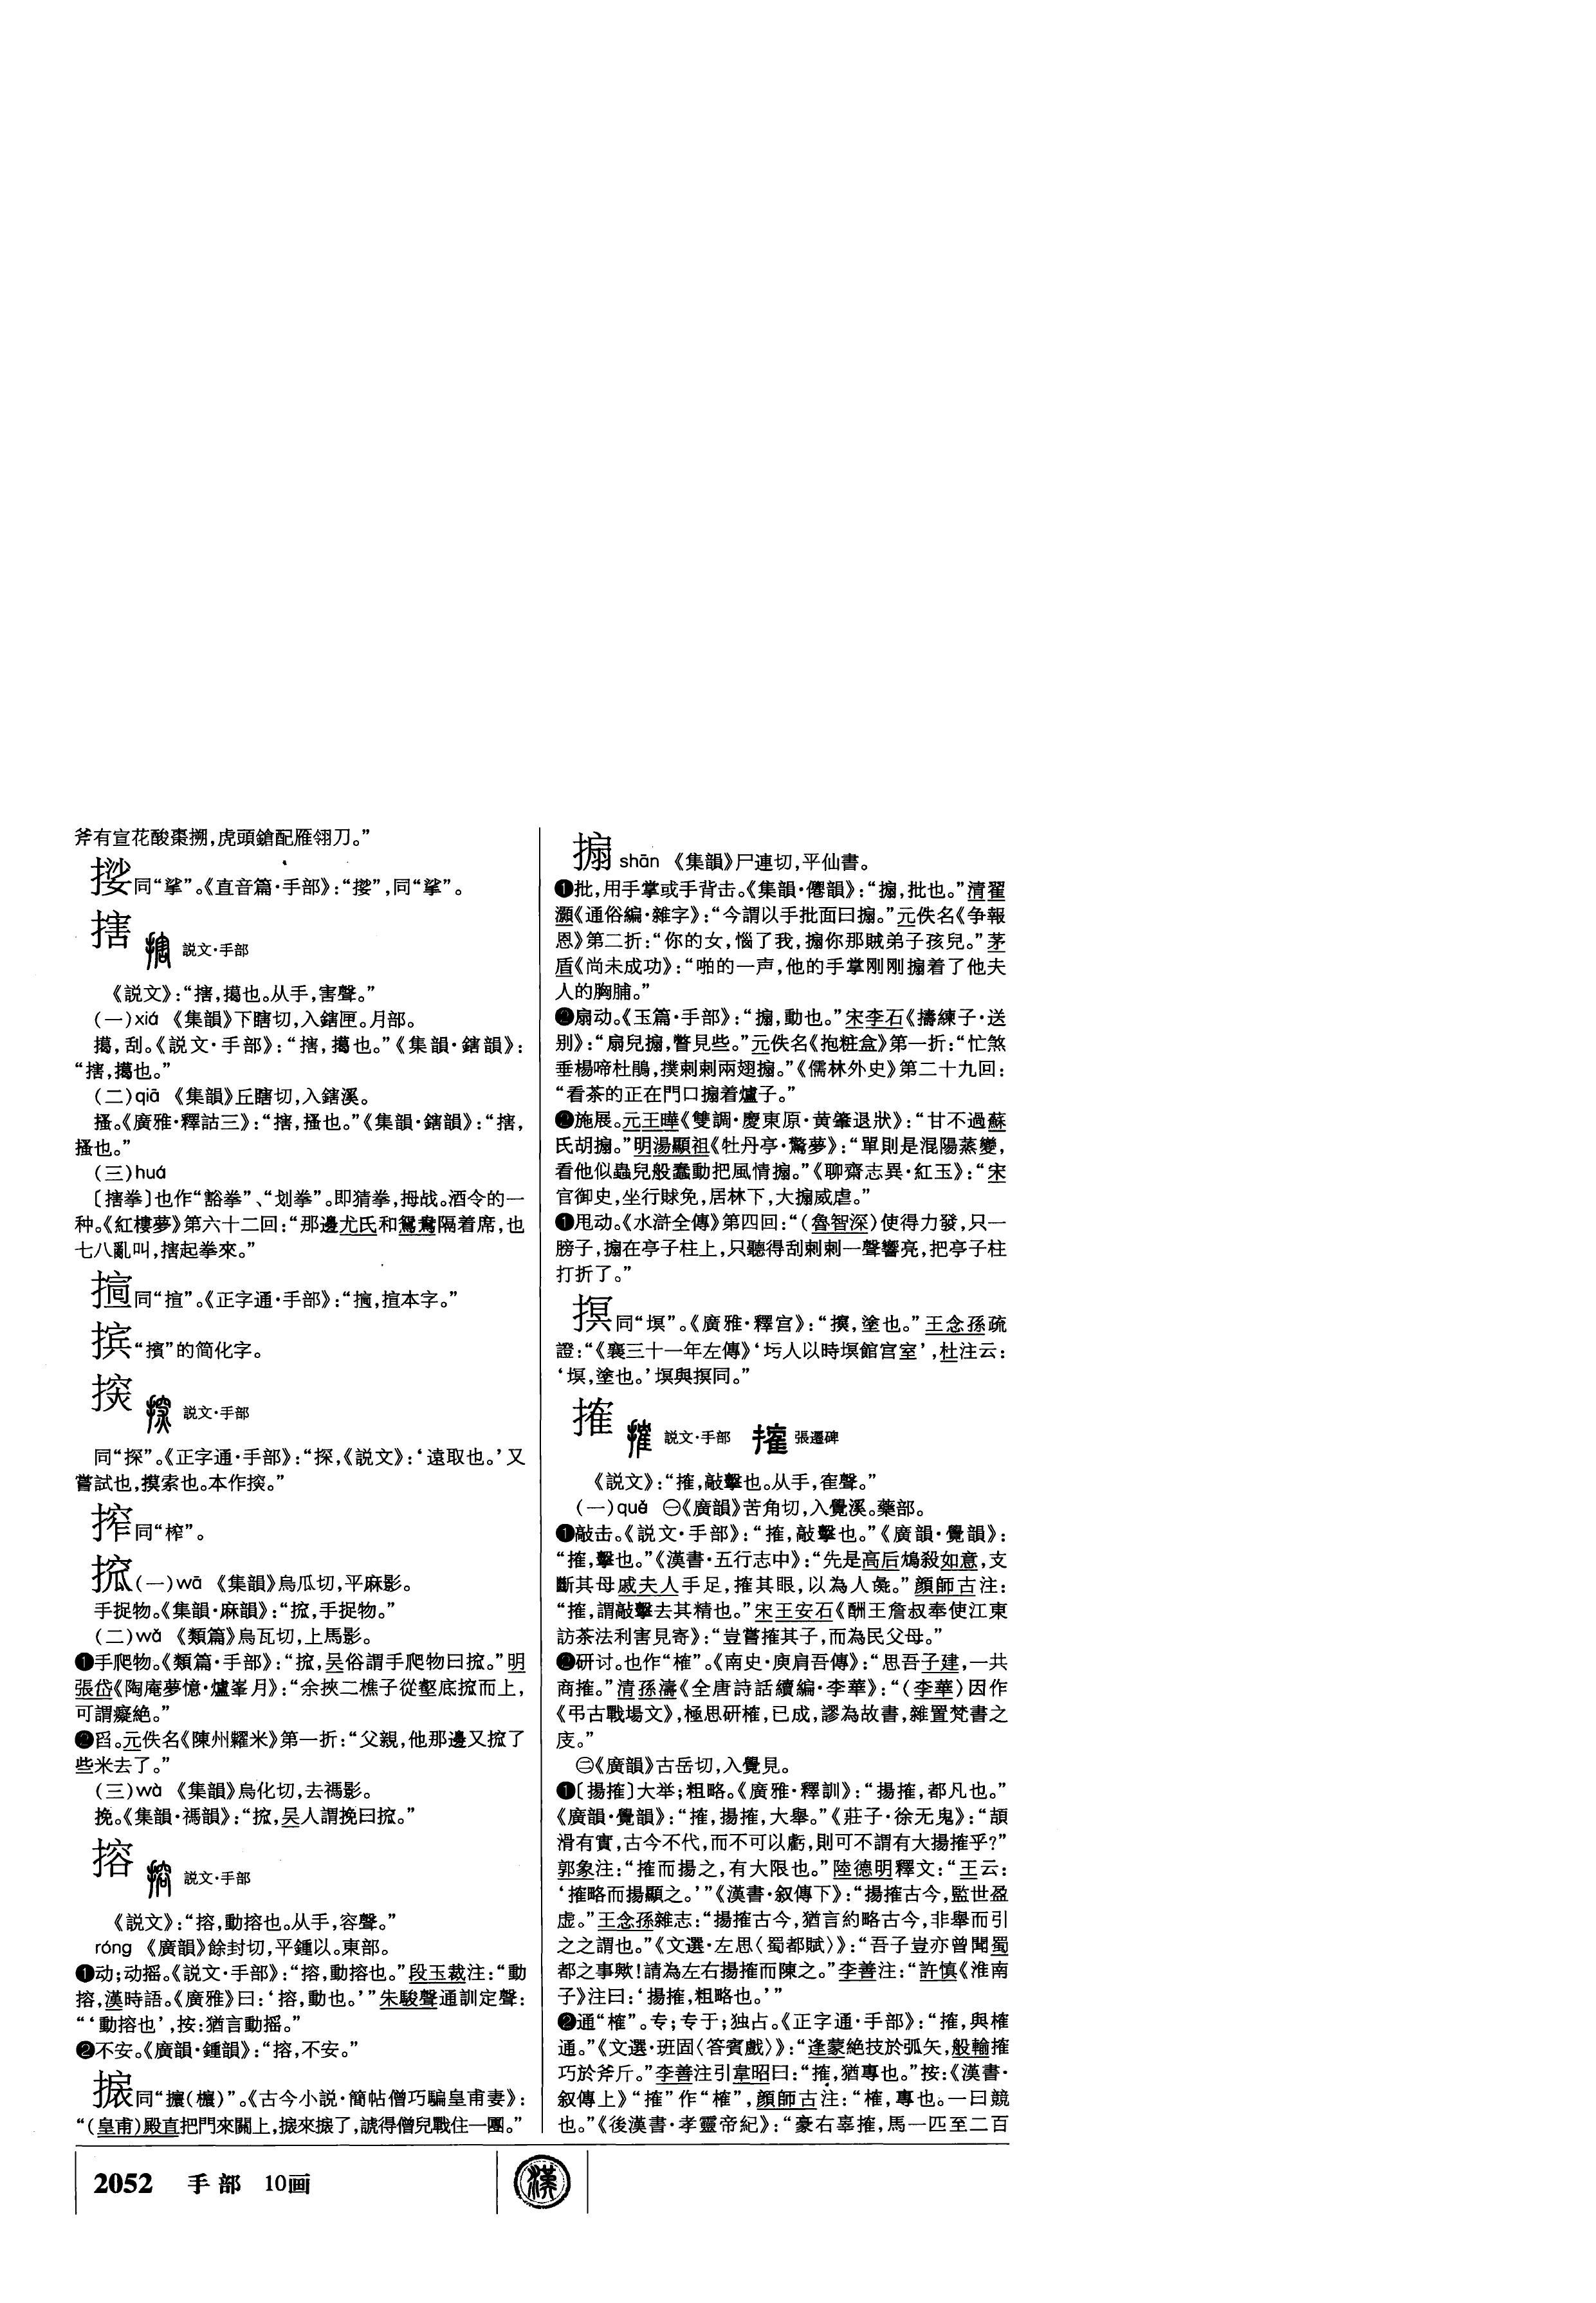 斧有宣花酸棗搠，虎頭鎗配雁翎刀。”
同“挲”。《直音篇·手部》：“㩇”，同“挲”。
搳 説文·手部
《説文》：“搳，擖也。从手，害聲。”
（一）xiá 《集韻》下瞎切，入鎋匣。月部。
擖，刮。《説文·手部》：“搳，擖也。”《集韻·鎋韻》：
“搳，擖也。”
（二）qiā 《集韻》丘瞎切，入鎋溪。
搔。《廣雅·釋詁三》：“搳，搔也。”《集韻·鎋韻》：“搳，
搔也。”
（三）huá
〔搳拳〕也作“豁拳”、“划拳”。即猜拳，拇战。酒令的一
种。《紅樓夢》第六十二回：“那邊尤氏和鴛鴦隔着席，也
七八亂叫，搳起拳來。”
同“揎”。《正字通·手部》：“，揎本字。”
摈“擯”的简化字。
㨏 説文·手部
同“探”。《正字通·手部》：“探，《説文》：‘遠取也。’又
嘗試也，摸索也。本作㨏。”
搾同“榨”。
搲（一）wā 《集韻》烏瓜切，平麻影。
手捉物。《集韻·麻韻》：“搲，手捉物。”
（二）wǎ 《類篇》烏瓦切，上馬影。
❶手爬物。《類篇·手部》：“搲，吴俗謂手爬物曰搲。”明
張岱《陶庵夢憶·爐峯月》：“余挾二樵子從壑底搲而上，
可謂癡絶。”
❷舀。元佚名《陳州糶米》第一折：“父親，他那邊又搲了
些米去了。”
（三）wà 《集韻》烏化切，去禡影。
挽。《集韻·禡韻》：“搲，吴人謂挽曰搲。”
搈 説文·手部
《説文》：“搈，動搈也。从手，容聲。”
róng 《廣韻》餘封切，平鍾以。東部。
❶动；动摇。《説文·手部》：“搈，動搈也。”段玉裁注：“動
搈，漢時語。《廣雅》曰：‘搈，動也。’”朱駿聲通訓定聲：
“‘動搈也’，按：猶言動摇。”
❷不安。《廣韻·鍾韻》：“搈，不安。”
同“攘（欀）”。《古今小説·簡帖僧巧騙皇甫妻》：
“（皇甫）殿直把門來關上，來了，諕得僧兒戰住一團。”
搧 shān 《集韻》尸連切，平仙書。
❶批，用手掌或手背击。《集韻·僊韻》：“搧，批也。”清翟
灝《通俗編·雜字》：“今謂以手批面曰搧。”元佚名《争報
恩》第二折：“你的女，惱了我，搧你那賊弟子孩兒。”茅
盾《尚未成功》：“啪的一声，他的手掌刚刚搧着了他夫
人的胸脯。”
❷扇动。《玉篇·手部》：“搧，動也。”宋李石《擣練子·送
别》：“扇兒搧，瞥見些。”元佚名《抱粧盒》第一折：“忙煞
垂楊啼杜鵑，撲剌剌兩翅搧。”《儒林外史》第二十九回：
“看茶的正在門口搧着爐子。”
❷施展。元王曄《雙調·慶東原·黄肇退狀》：“甘不過蘇
氏胡搧。”明湯顯祖《牡丹亭·驚夢》：“單則是混陽蒸變，
看他似蟲兒般蠢動把風情搧。”《聊齋志異·紅玉》：“宋
官御史，坐行賕免，居林下，大搧威虐。”
❶甩动。《水滸全傳》第四回：“（魯智深）使得力發，只一
膀子，搧在亭子柱上，只聽得刮剌剌一聲響亮，把亭子柱
打折了。”
搮同“塓”。《廣雅·釋宫》：“，塗也。”王念孫疏
證：“《襄三十一年左傳》‘圬人以時塓館宫室’，杜注云：
‘塓，塗也。’塓與同。”
搉 説文·手部 張遷碑
《説文》：“搉，敲擊也。从手，隺聲。”
（一）què ㊀《廣韻》苦角切，入覺溪。藥部。
❶敲击。《説文·手部》：“搉，敲擊也。”《廣韻·覺韻》：
“搉，擊也。”《漢書·五行志中》：“先是高后鴆殺如意，支
斷其母戚夫人手足，搉其眼，以為人彘。”顔師古注：
“搉，謂敲擊去其精也。”宋王安石《酬王詹叔奉使江東
訪茶法利害見寄》：“豈嘗搉其子，而為民父母。”
❷研讨。也作“榷”。《南史·庾肩吾傳》：“思吾子建，一共
商搉。”清孫濤《全唐詩話續編·李華》：“（李華）因作
《弔古戰場文》，極思研榷，已成，謬為故書，雜置梵書之
庋。”
㊁《廣韻》古岳切，入覺見。
❶〔揚搉〕大举；粗略。《廣雅·釋訓》：“揚搉，都凡也。”
《廣韻·覺韻》：“搉，揚搉，大舉。”《莊子·徐无鬼》：“頡
滑有實，古今不代，而不可以虧，則可不謂有大揚搉乎？”
郭象注：“搉而揚之，有大限也。”陸德明釋文：“王云：
‘搉略而揚顯之。’”《漢書·叙傳下》：“揚搉古今，監世盈
虚。”王念孫雜志：“揚搉古今，猶言約略古今，非舉而引
之之謂也。”《文選·左思〈蜀都賦〉》：“吾子豈亦曾聞蜀
都之事歟！請為左右揚搉而陳之。”李善注：“許慎《淮南
子》注曰：‘揚搉，粗略也。’”
❷通“榷”。专；专于；独占。《正字通·手部》：“搉，與榷
通。”《文選·班固〈答賓戲〉》：“逢蒙絶技於弧矢，般輸搉
巧於斧斤。”李善注引韋昭曰：“搉，猶專也。”按：《漢書·
叙傳上》“搉”作“榷”，顔師古注：“榷，專也。一曰競
也。”《後漢書·孝靈帝紀》：“豪右辜搉，馬一匹至二百
2052 手部 10画
漢